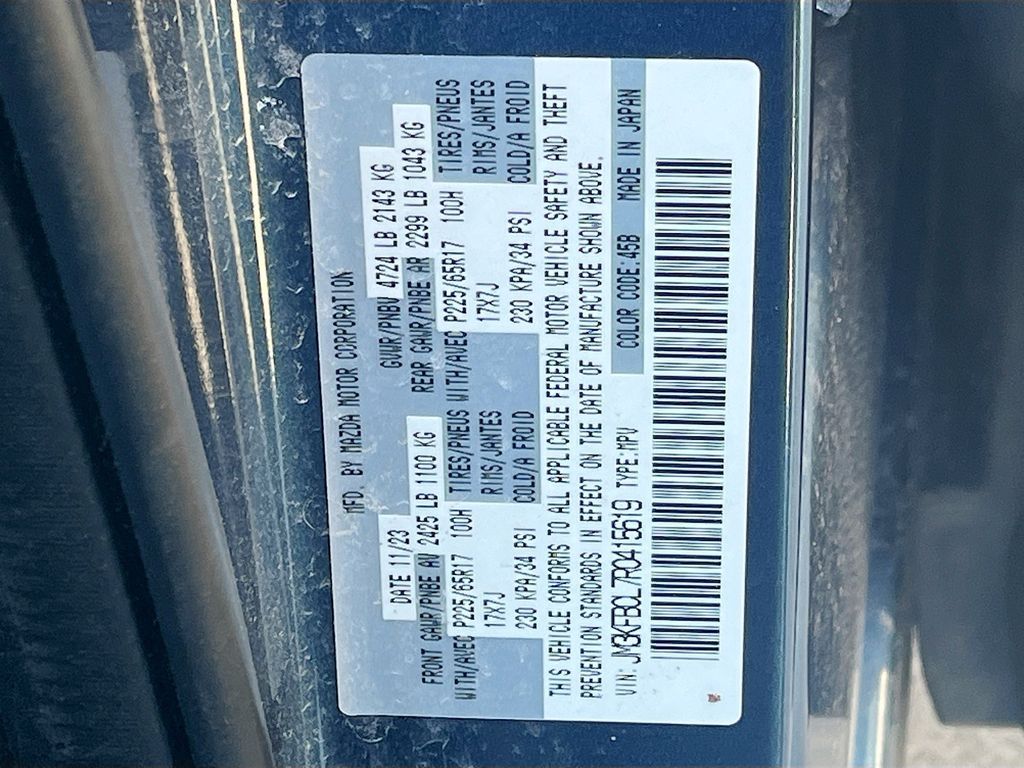 MFD. BY MAZDA MOTOR CORPORATION
DATE 11/23 GVWR/PNBV 4724 LB 2143 KG
FRONT GAWR/PNBE AV 2425 LB 1100 KG REAR GAWR/PNBE AR 2299 LB 1043 KG
WITH/AVEC P225/65R17 100H TIRES/PNEUS WITH/AVEC P225/65R17 100H TIRES/PNEUS
17X7J RIMS/JANTES 17X7J RIMS/JANTES
230 KPA/34 PSI COLD/A FROID 230 KPA/34 PSI COLD/A FROID
THIS VEHICLE CONFORMS TO ALL APPLICABLE FEDERAL MOTOR VEHICLE SAFETY AND THEFT
PREVENTION STANDARDS IN EFFECT ON THE DATE OF MANUFACTURE SHOWN ABOVE.
VIN: JM3KFBCL7R0415619 TYPE:MPV COLOR CODE:45B MADE IN JAPAN